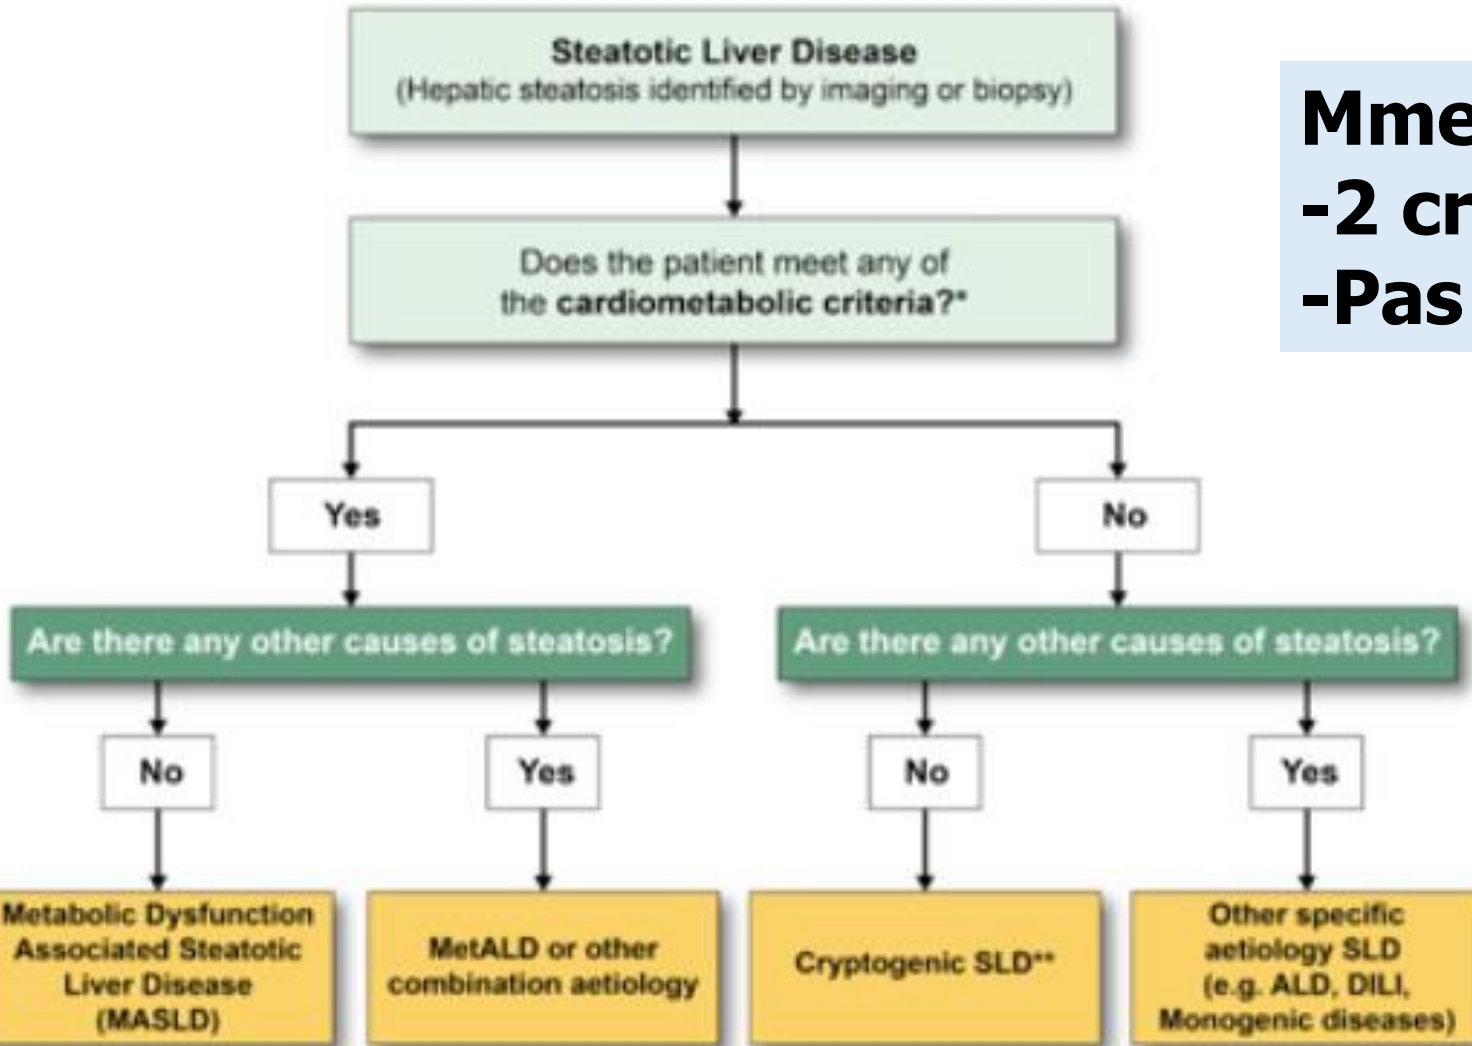 Steatotic Liver Disease
(Hepatic steatosis identified by imaging or biopsy)
Mme
-2 cr
-Pas
Does the patient meet any of
the cardiometabolic criteria?*
Yes
No
Are there any other causes of steatosis?
Are there any other causes of steatosis?
No
Yes
No
Yes
Metabolic Dysfunction
Associated Steatotic
Liver Disease
(MASLD)
MetALD or other
combination aetiology
Cryptogenic SLD**
Other specific
aetiology SLD
(e.g. ALD, DILI,
Monogenic diseases)